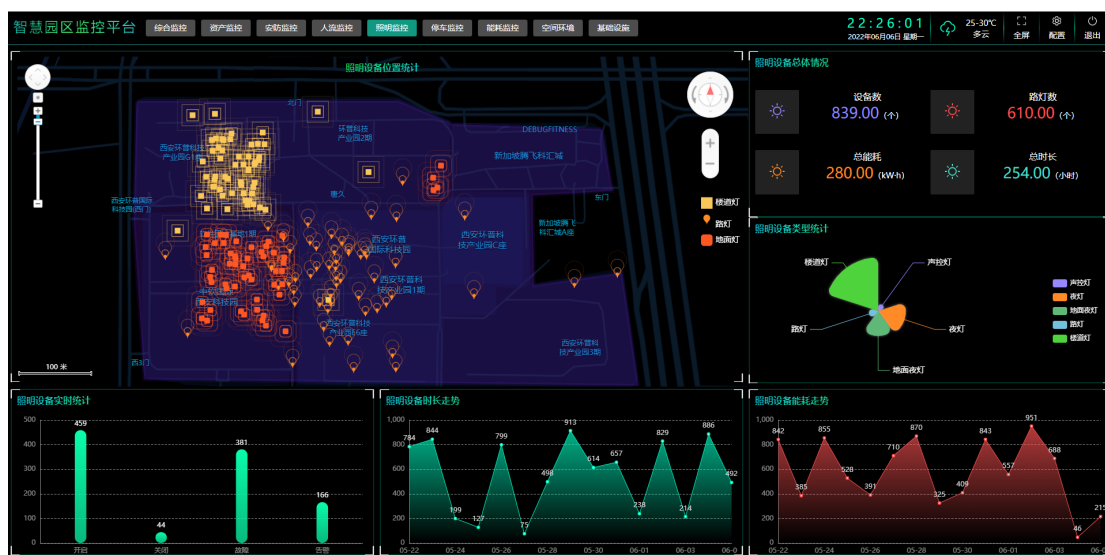 智慧园区监控平台
综合监控 资产监控 安防监控 人流监控 照明监控 停车监控 能耗监控 空间环境 基础设施
22:26:01
2022年06月06日 星期一
25-30℃
多云
全屏 配置 退出
照明设备位置统计
北门
环普科技
产业园2期
DEBUGFITNESS
新加坡腾飞科汇城
西安环普科技
产业园G1
唐久
东门
西安环普国际
科技园(西门)
新加坡腾飞
科汇城A座
西安环普
国际科技园
西安环普科
技产业园C座
西安环普科
技产业园1期
西安环普科技
产业园E6座
西安环普科
技产业园3期
西3门
100 米
楼道灯
路灯
地面灯
照明设备总体情况
设备数
839.00 (个)
路灯数
610.00 (个)
总能耗
280.00 (kW·h)
总时长
254.00 (小时)
照明设备类型统计
楼道灯
声控灯
路灯
夜灯
地面夜灯
声控灯
夜灯
地面夜灯
路灯
楼道灯
照明设备实时统计
500
400
300
200
100
0
459
44
381
166
开启 关闭 故障 告警
照明设备时长走势
1,000
800
600
400
200
0
784 844 199 127 799 75 498 913 614 657 238 829 214 886 492
05-22 05-24 05-26 05-28 05-30 06-01 06-03 06-0
照明设备能耗走势
1,000
800
600
400
200
0
842 385 855 528 391 710 870 325 409 843 557 951 688 46 215
05-22 05-24 05-26 05-28 05-30 06-01 06-03 06-0